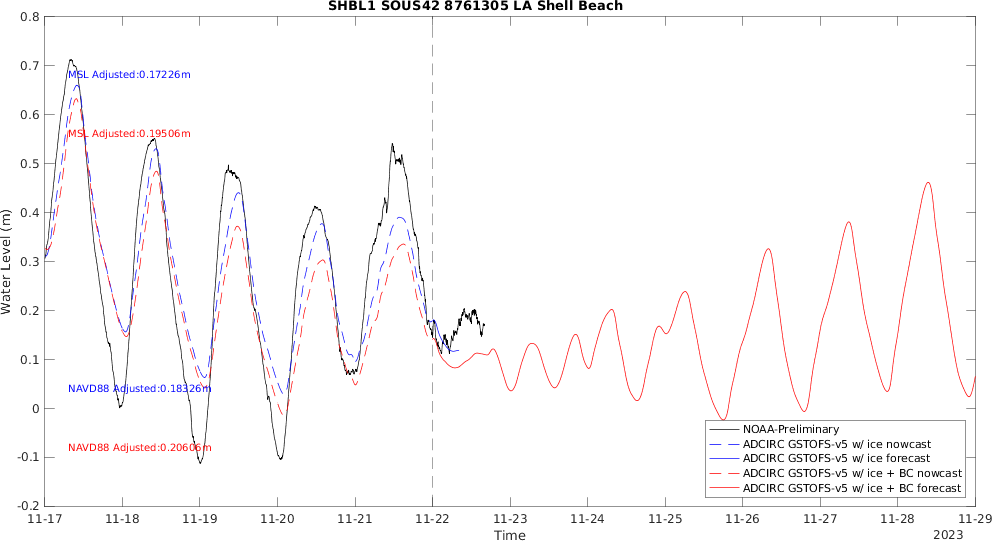 SHBL1 SOUS42 8761305 LA Shell Beach
0.8
0.7
0.6
0.5
0.4
0.3
0.2
0.1
0
-0.1
-0.2
Water Level (m)
MSL Adjusted:0.17226m
MSL Adjusted:0.19506m
NAVD88 Adjusted:0.18326m
NAVD88 Adjusted:0.20606m
NOAA-Preliminary
ADCIRC GSTOFS-v5 w/ ice nowcast
ADCIRC GSTOFS-v5 w/ ice forecast
ADCIRC GSTOFS-v5 w/ ice + BC nowcast
ADCIRC GSTOFS-v5 w/ ice + BC forecast
11-17 11-18 11-19 11-20 11-21 11-22 11-23 11-24 11-25 11-26 11-27 11-28 11-29
Time
2023